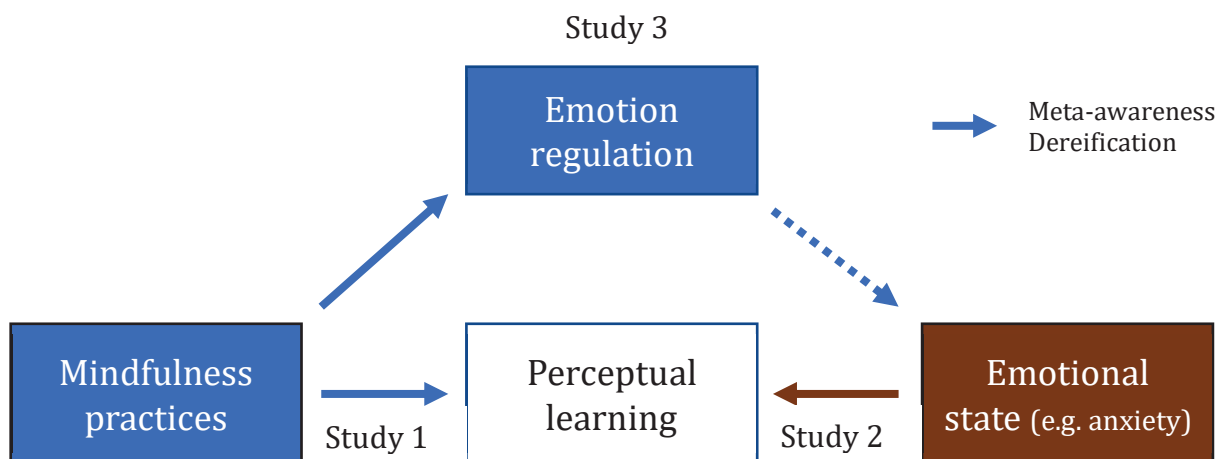 Study 3
Emotion
regulation
Meta-awareness
Dereification
Mindfulness
practices
Study 1
Perceptual
learning
Study 2
Emotional
state (e.g. anxiety)